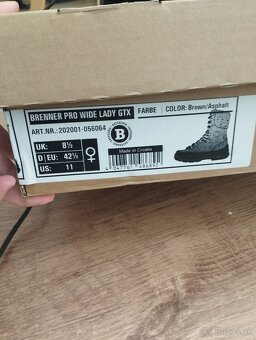 BRENNER PRO WIDE LADY GTX
FARBE
COLOR: Brown/Asphalt
ART.NR.: 202001-056064
UK: 8½
D|EU: 42½
US: 11
B
Made in Croatia